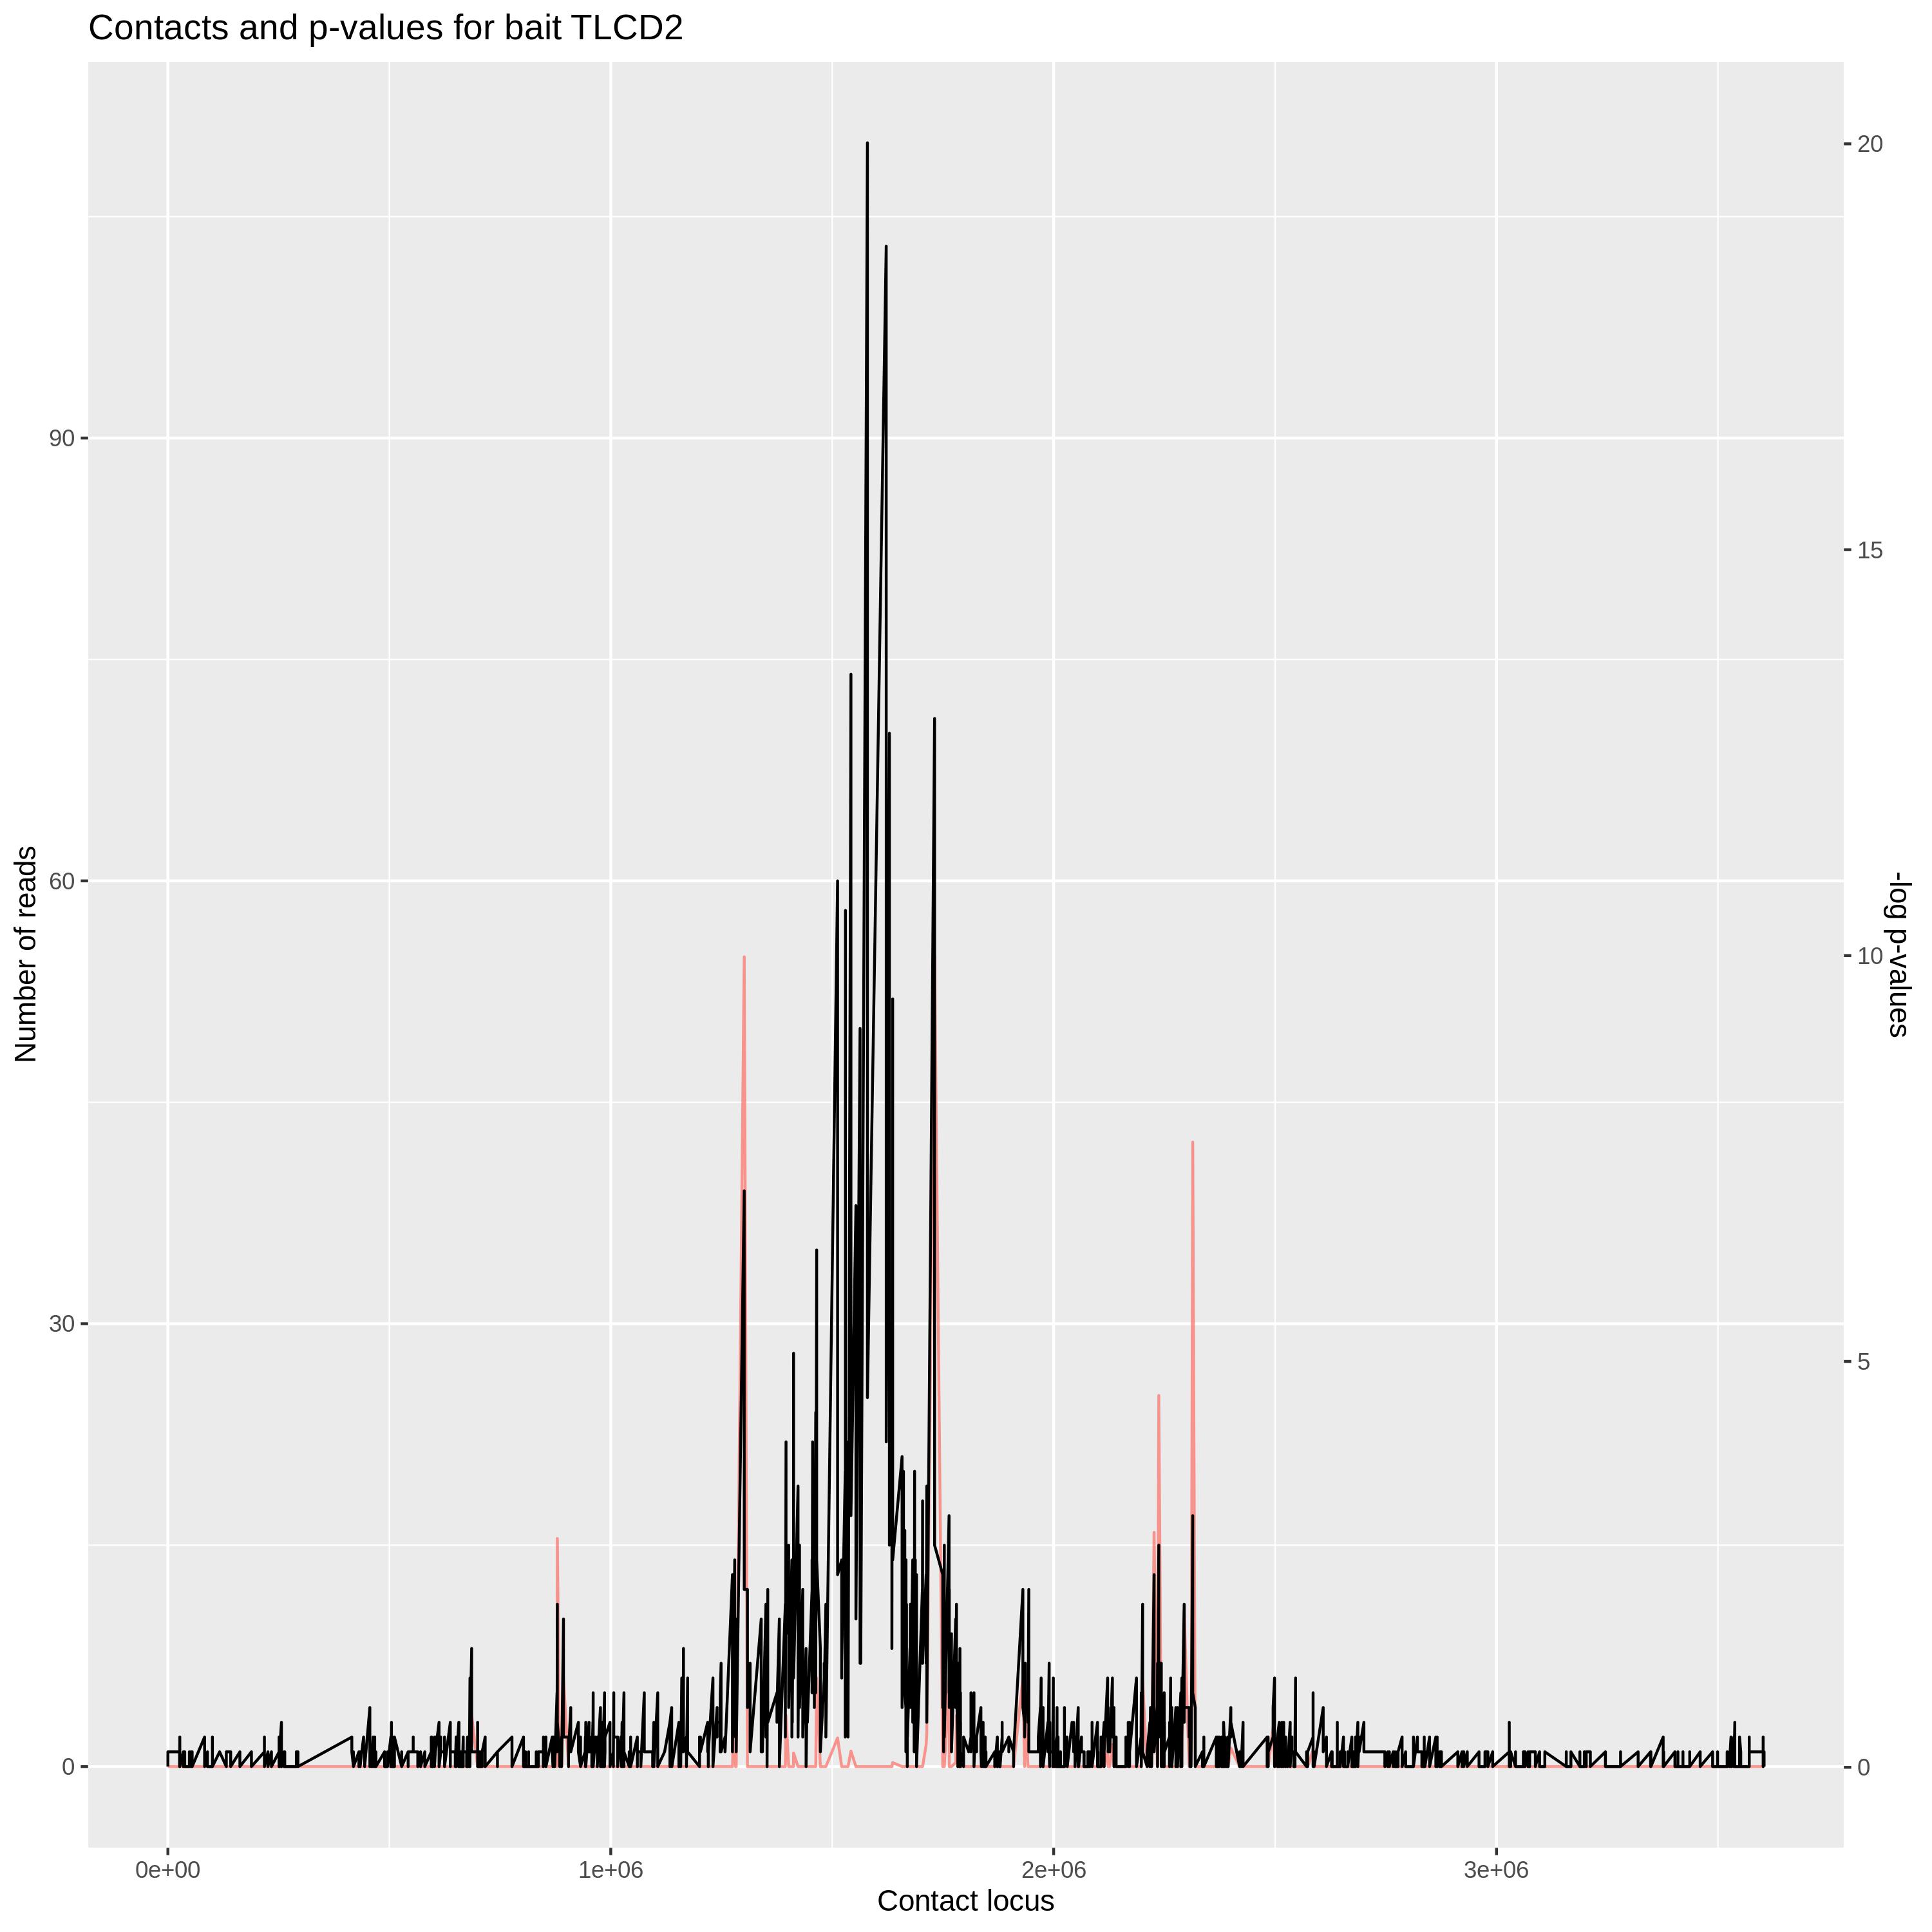 Contacts and p-values for bait TLCD2
Number of reads
90
60
30
0
20
15
10
5
0
-log p-values
0e+00
1e+06
2e+06
3e+06
Contact locus